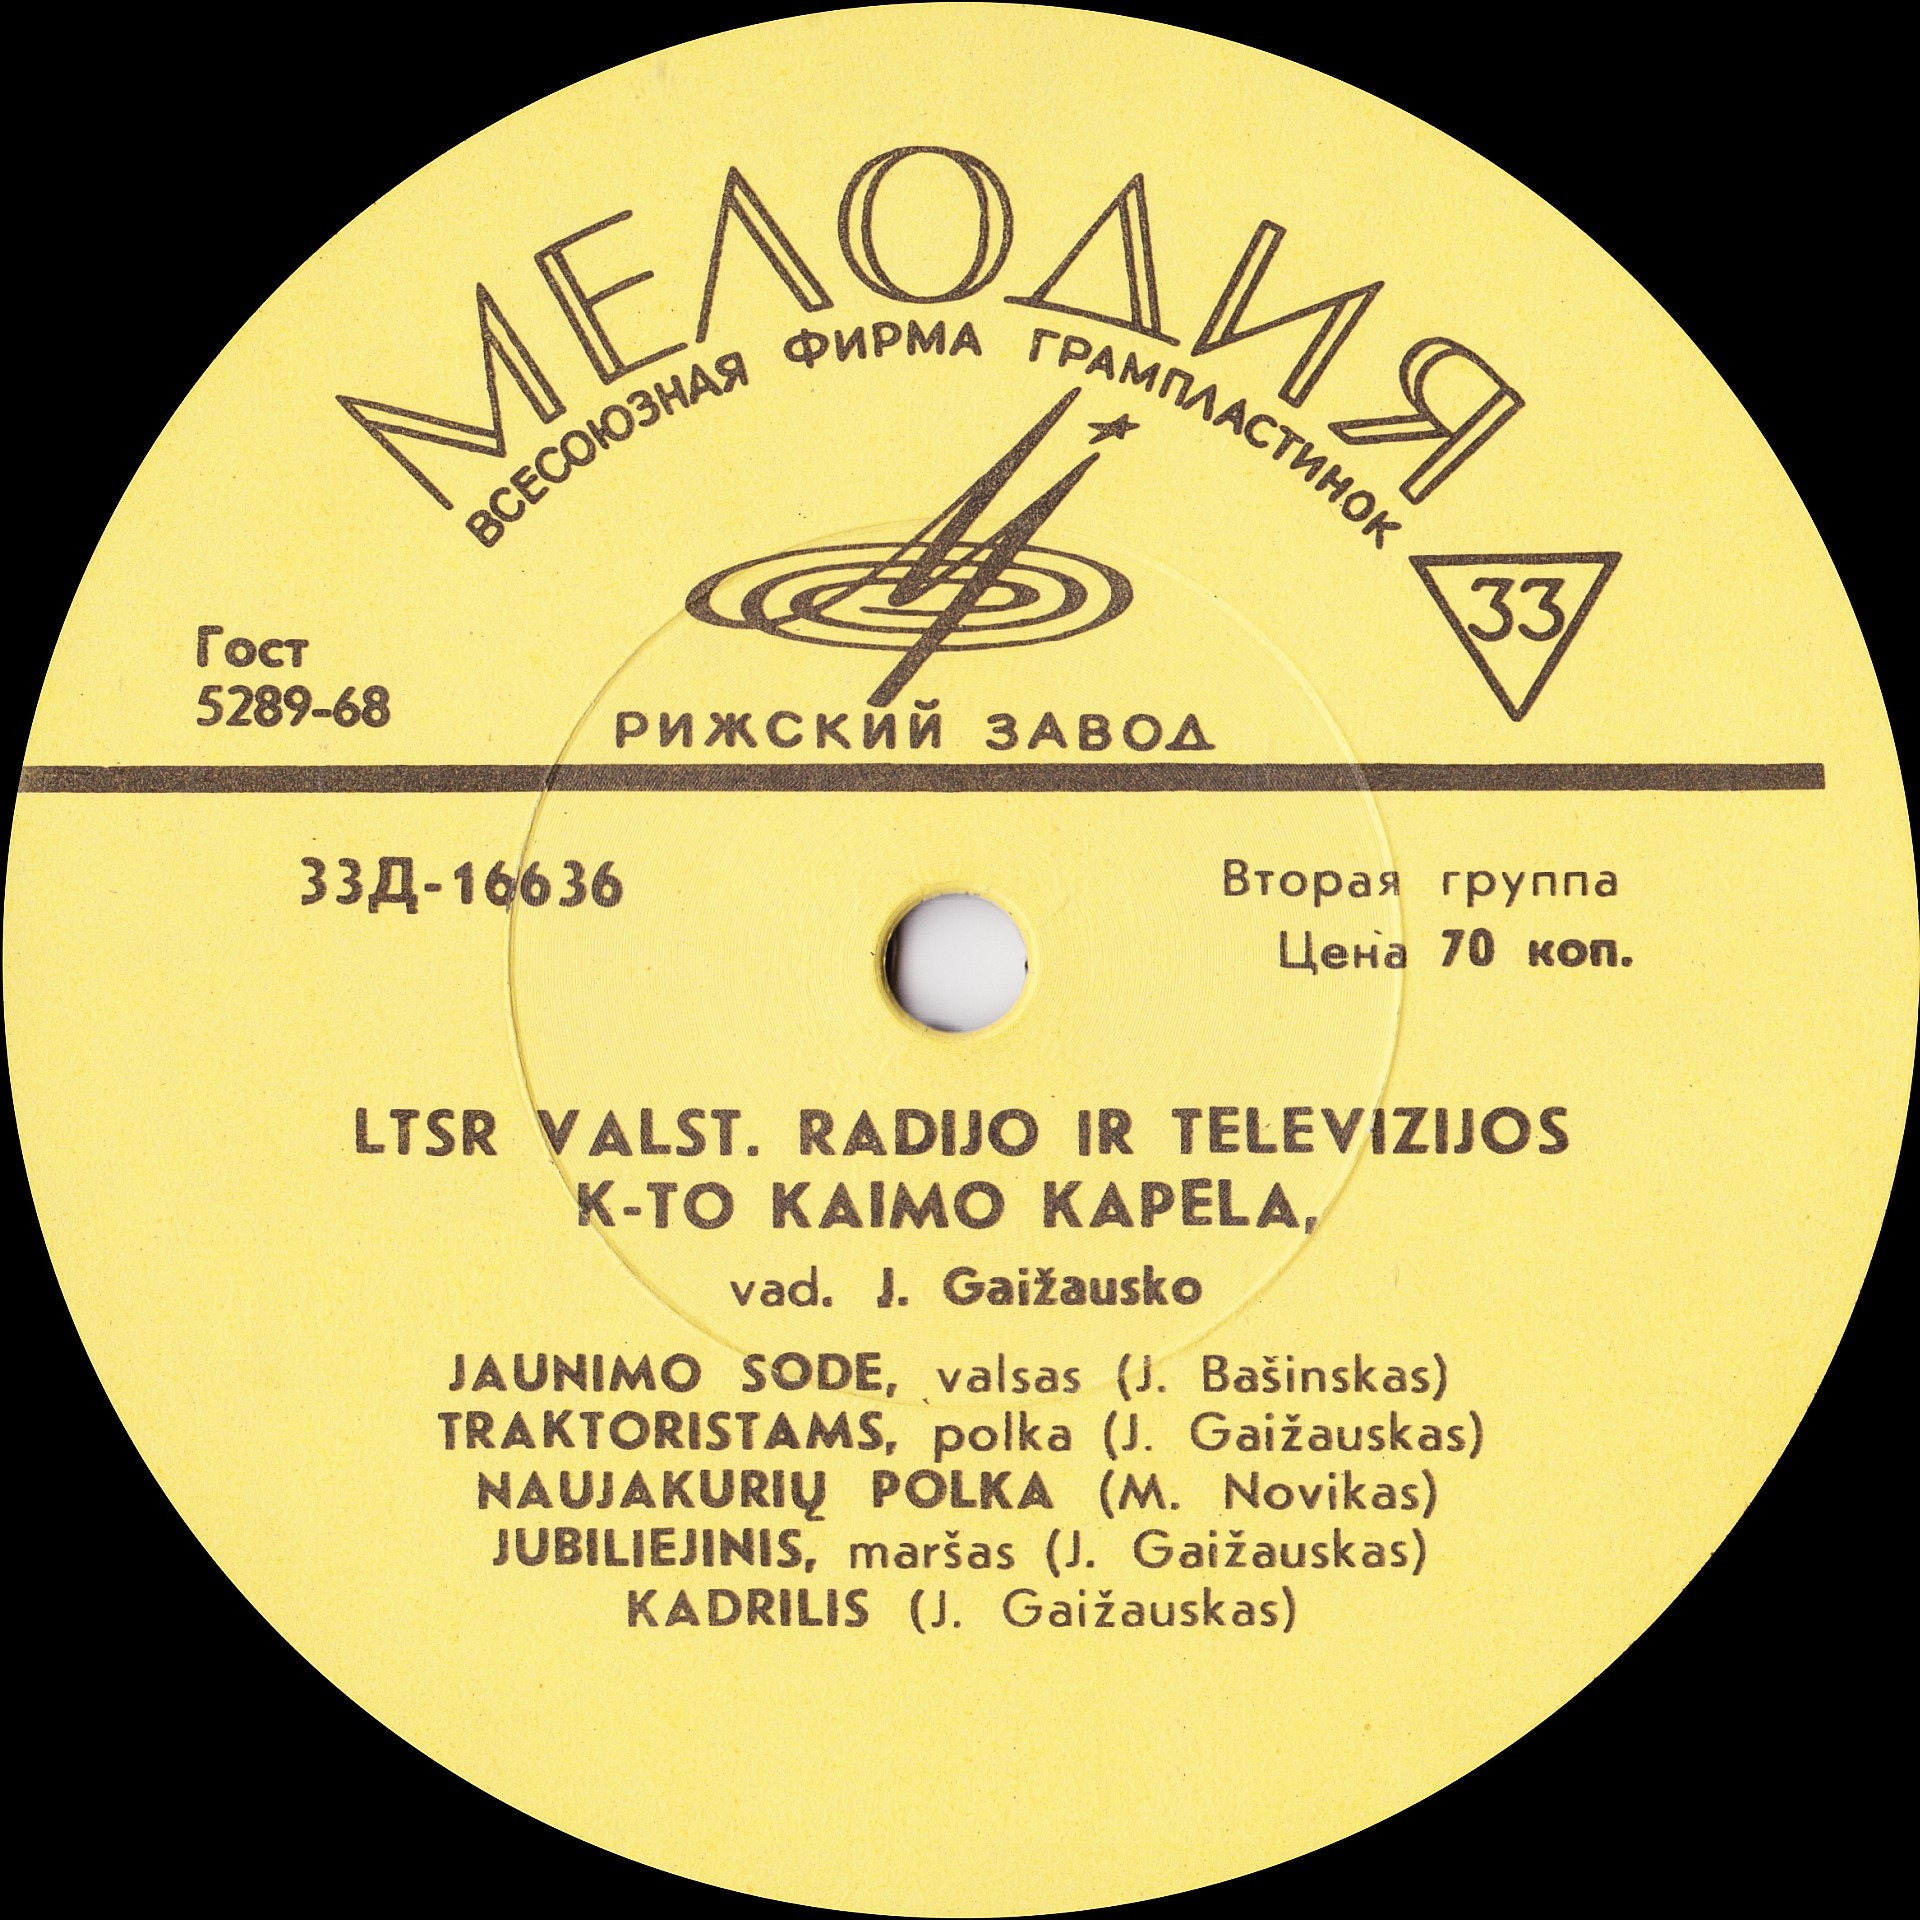 МЕЛОДИЯ
ВСЕСОЮЗНАЯ ФИРМА ГРАМПЛАСТИНОК
33
Гост
5289-68
РИЖСКИЙ ЗАВОД
33Д-16636
Вторая группа
Цена 70 коп.
LTSR VALST. RADIJO IR TELEVIZIJOS
K-TO KAIMO KAPELA,
vad. J. Gaižausko
JAUNIMO SODE, valsas (J. Bašinskas)
TRAKTORISTAMS, polka (J. Gaižauskas)
NAUJAKURIŲ POLKA (M. Novikas)
JUBILIEJINIS, maršas (J. Gaižauskas)
KADRILIS (J. Gaižauskas)